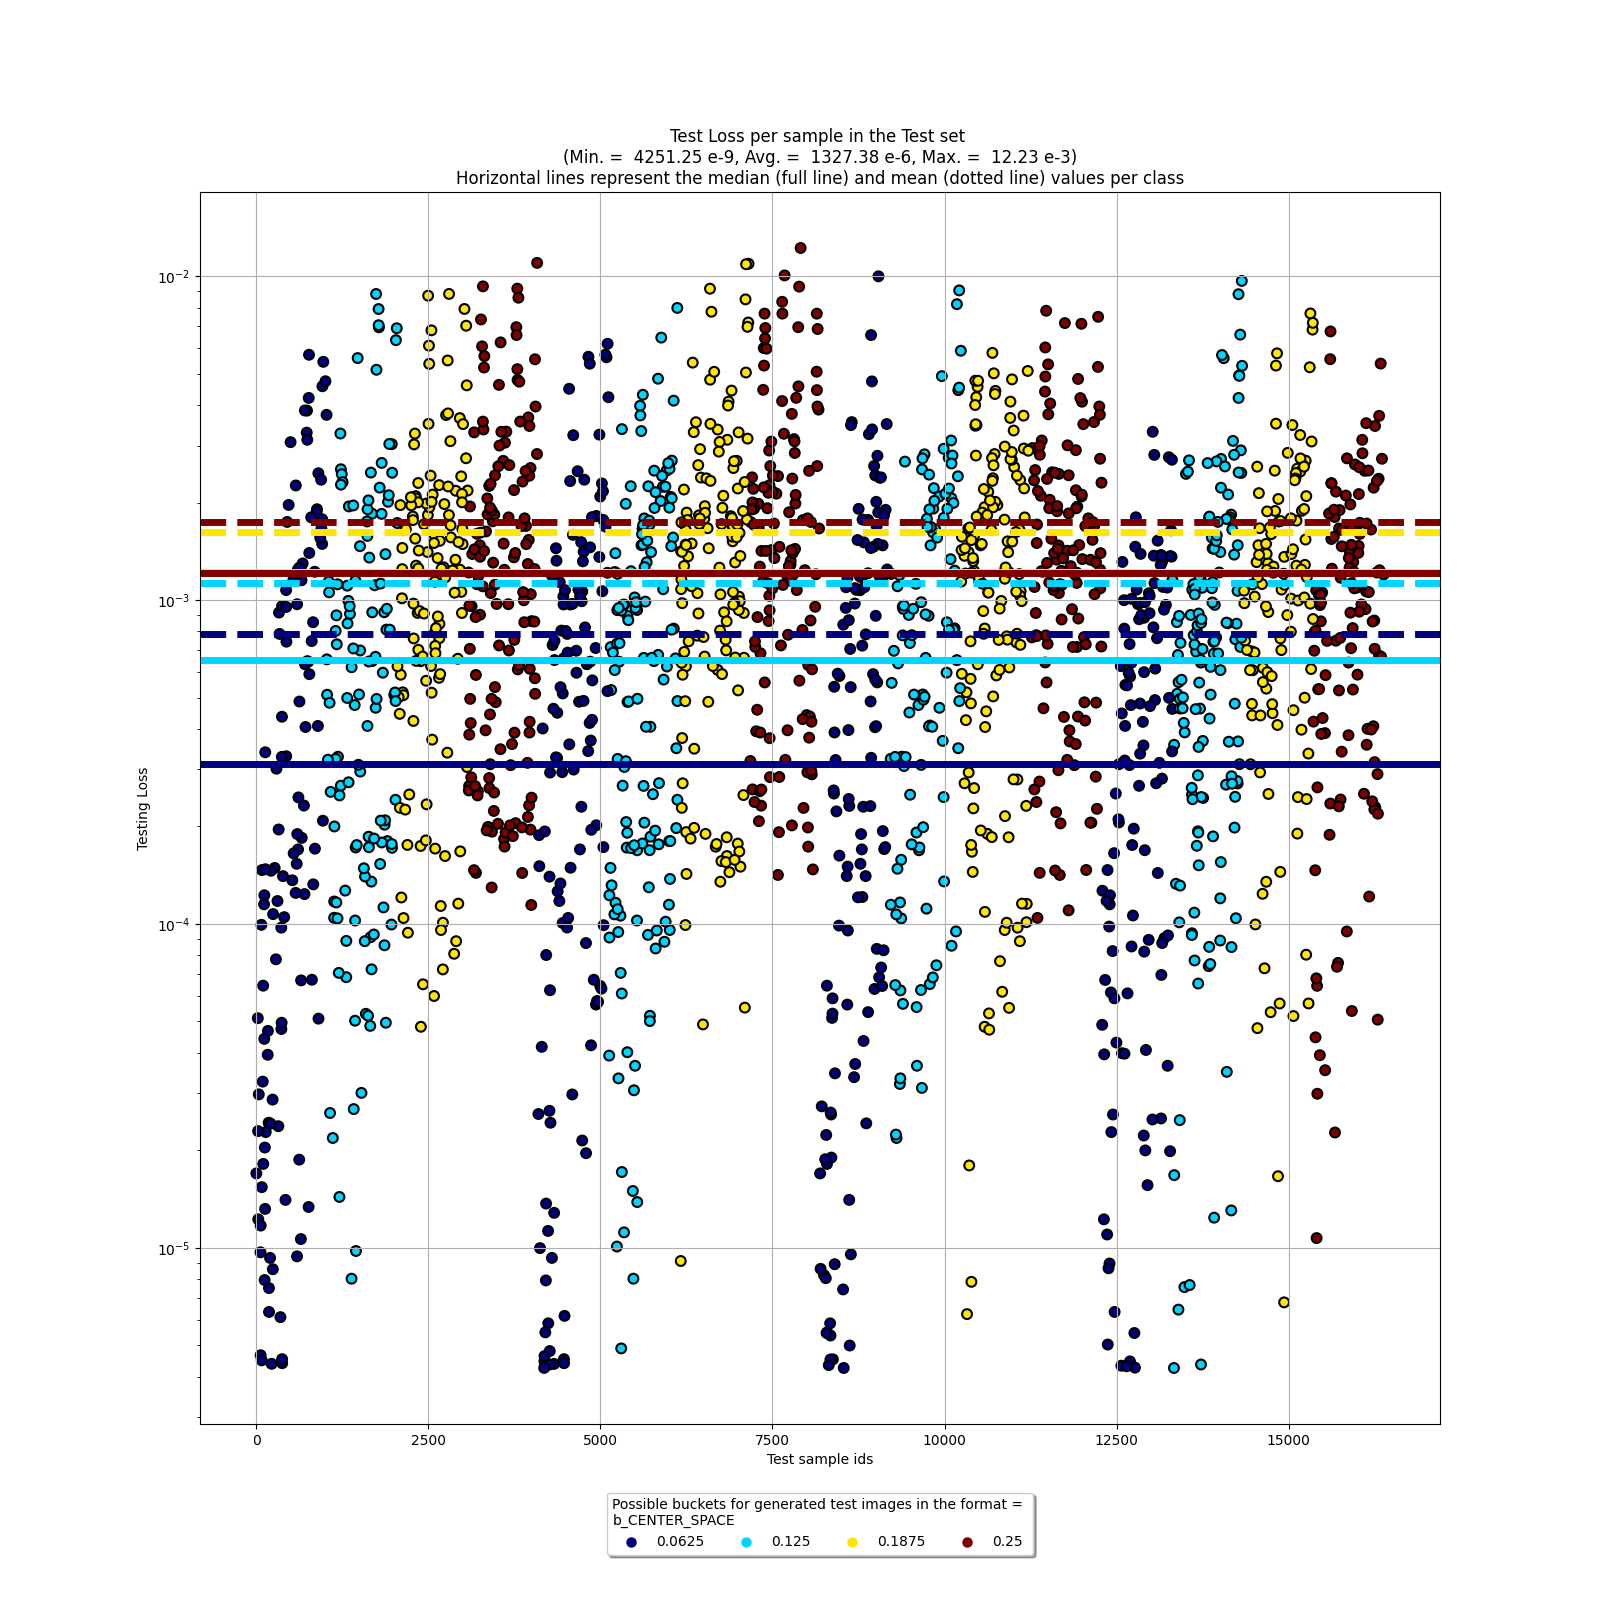 Test Loss per sample in the Test set
(Min. =  4251.25 e-9, Avg. =  1327.38 e-6, Max. =  12.23 e-3)
Horizontal lines represent the median (full line) and mean (dotted line) values per class
10⁻²
10⁻³
10⁻⁴
10⁻⁵
Testing Loss
0 2500 5000 7500 10000 12500 15000
Test sample ids
Possible buckets for generated test images in the format =
b_CENTER_SPACE
0.0625 0.125 0.1875 0.25